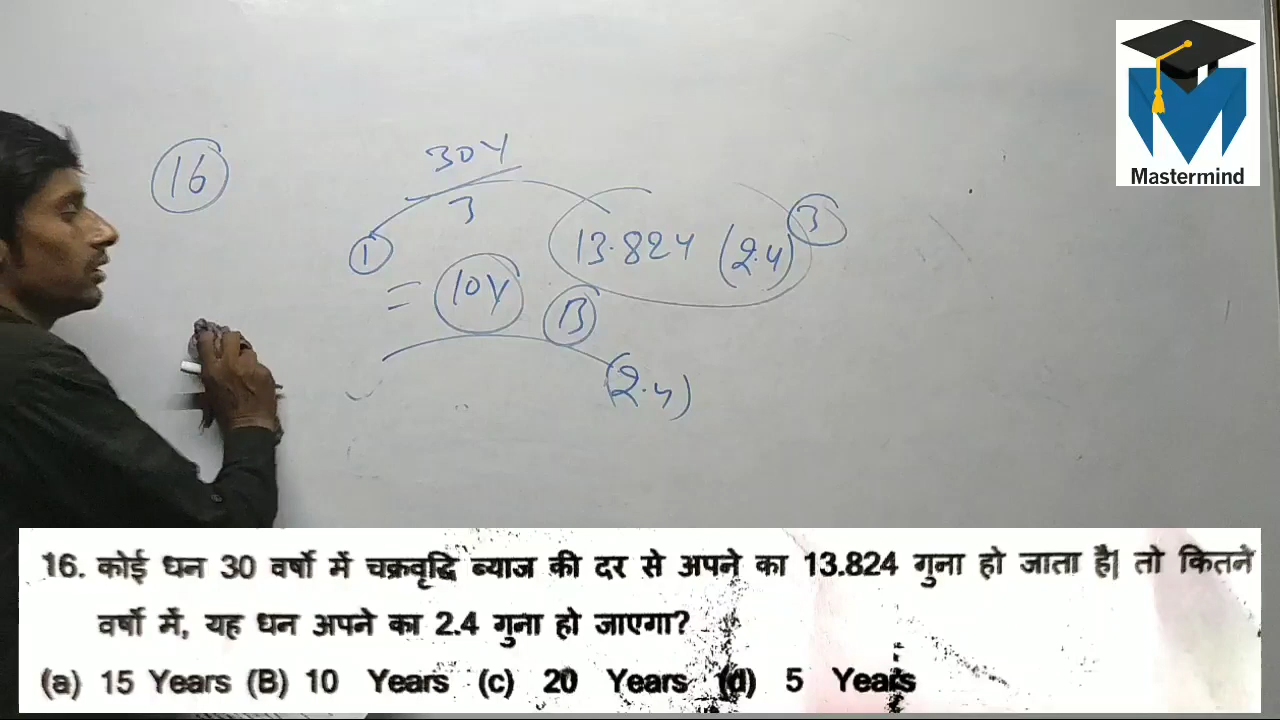 Mastermind
16
30Y
3
1
13.824 (2.4) 3
= 10Y B
(2.4)
16. कोई धन 30 वर्षो में चक्रवृद्धि ब्याज की दर से अपने का 13.824 गुना हो जाता है| तो कितने
वर्षो में, यह धन अपने का 2.4 गुना हो जाएगा?
(a) 15 Years (B) 10 Years (c) 20 Years (d) 5 Years